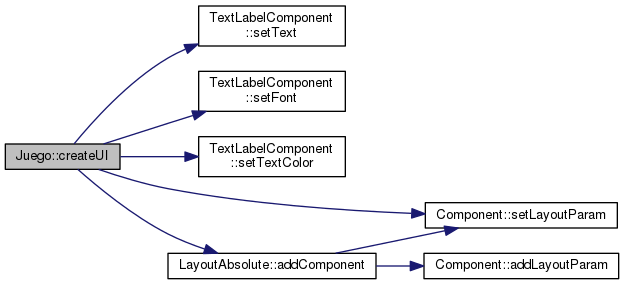 TextLabelComponent
::setText
TextLabelComponent
::setFont
Juego::createUI
TextLabelComponent
::setTextColor
Component::setLayoutParam
LayoutAbsolute::addComponent
Component::addLayoutParam